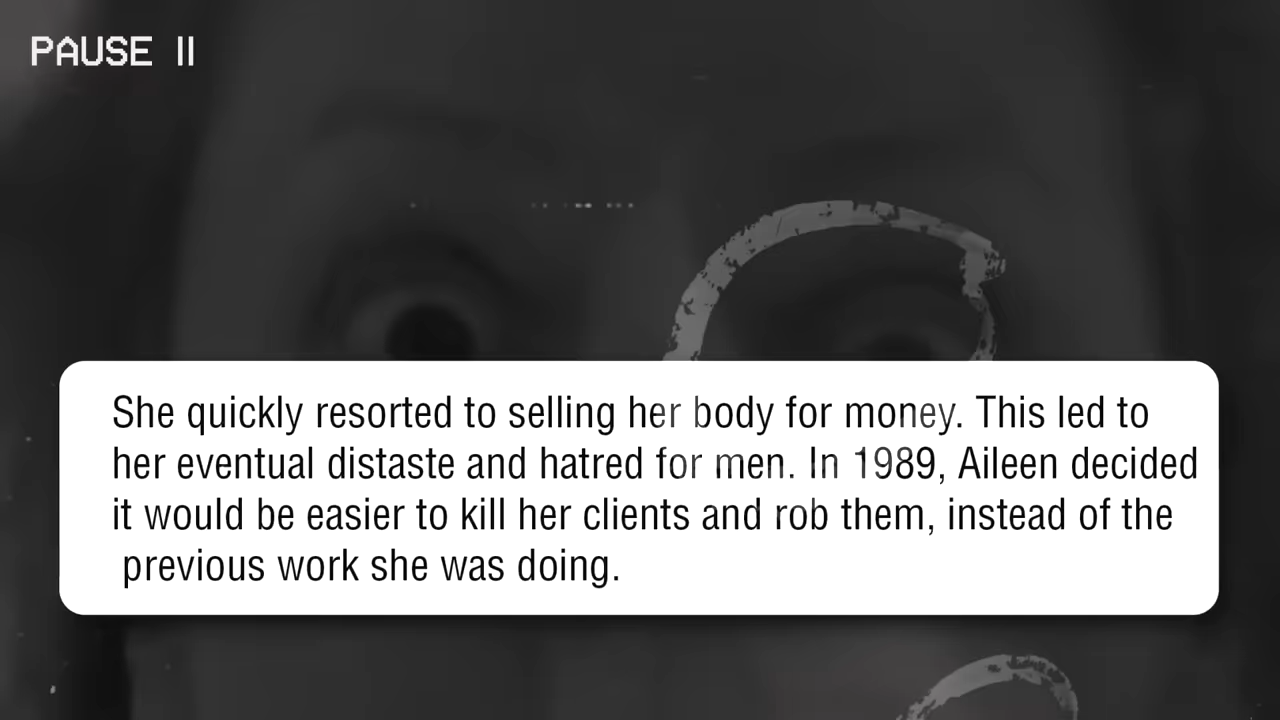 PAUSE II
She quickly resorted to selling her body for money. This led to
her eventual distaste and hatred for men. In 1989, Aileen decided
it would be easier to kill her clients and rob them, instead of the
previous work she was doing.